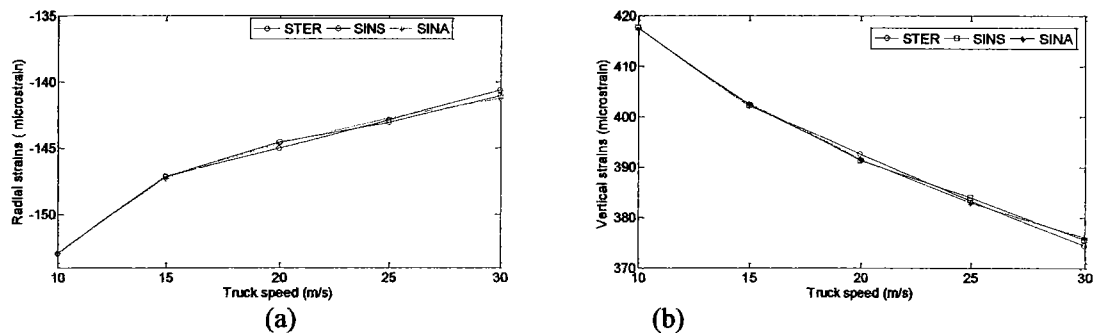 -135
STER SINS SINA
-140
-145
-150
Radial strains ( microstrain)
10 15 20 25 30
Truck speed (m/s)
(a)
420
STER SINS SINA
410
400
390
380
370
Vertical strains (microstrain)
10 15 20 25 30
Truck speed (m/s)
(b)